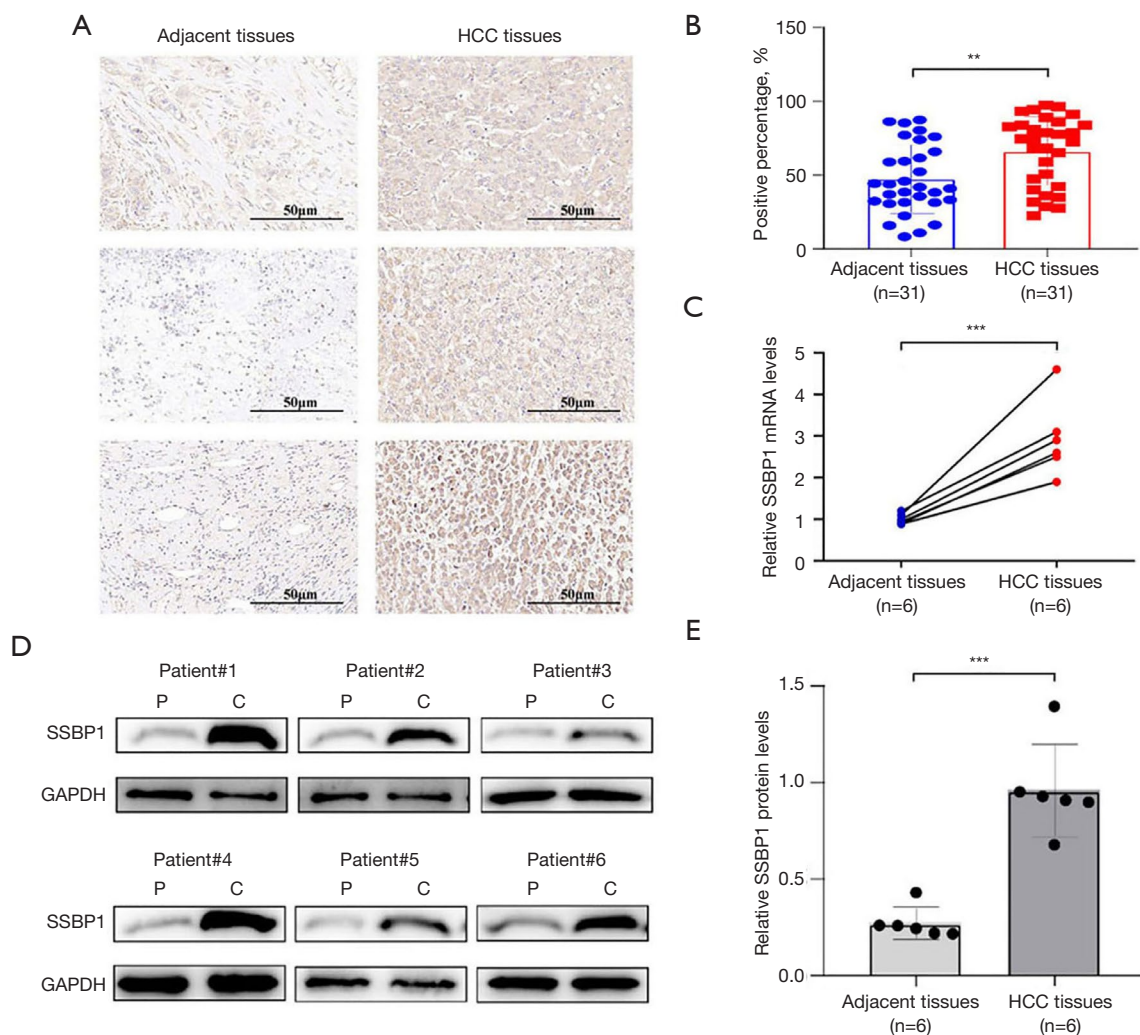 A
Adjacent tissues
HCC tissues
50μm
50μm
50μm
50μm
50μm
50μm
B
Positive percentage, %
150
100
50
0
**
Adjacent tissues
(n=31)
HCC tissues
(n=31)
C
Relative SSBP1 mRNA levels
5
4
3
2
1
0
***
Adjacent tissues
(n=6)
HCC tissues
(n=6)
D
Patient#1
Patient#2
Patient#3
P C
P C
P C
SSBP1
GAPDH
Patient#4
Patient#5
Patient#6
P C
P C
P C
SSBP1
GAPDH
E
Relative SSBP1 protein levels
1.5
1.0
0.5
0.0
***
Adjacent tissues
(n=6)
HCC tissues
(n=6)